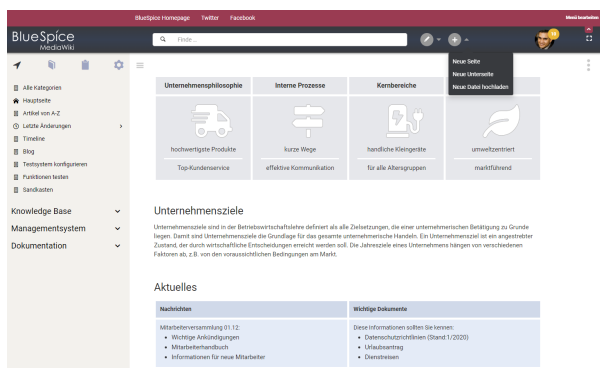 BlueSpice Homepage Twitter Facebook Menü bearbeiten
BlueSpice
MediaWiki
Finde...
Neue Seite
Neue Unterseite
Neue Datei hochladen
Alle Kategorien
Hauptseite
Artikel von A-Z
Letzte Änderungen
Timeline
Blog
Testsystem konfigurieren
Funktionen testen
Sandkasten
Knowledge Base
Managementsystem
Dokumentation
Unternehmensphilosophie Interne Prozesse Kernbereiche
hochwertigste Produkte kurze Wege handliche Kleingeräte umweltzentriert
Top-Kundenservice effektive Kommunikation für alle Altersgruppen marktführend
Unternehmensziele
Unternehmensziele sind in der Betriebswirtschaftslehre definiert als alle Zielsetzungen, die einer unternehmerischen Betätigung zu Grunde
liegen. Damit sind Unternehmensziele die Grundlage für das gesamte unternehmerische Handeln. Ein Unternehmensziel ist ein angestrebter
Zustand, der durch wirtschaftliche Entscheidungen erreicht werden soll. Die Jahresziele eines Unternehmens hängen von verschiedenen
Faktoren ab, z.B. von den voraussichtlichen Bedingungen am Markt.
Aktuelles
Nachrichten Wichtige Dokumente
Mitarbeiterversammlung 01.12: Diese Informationen sollten Sie kennen:
Wichtige Ankündigungen Datenschutzrichtlinien (Stand:1/2020)
Mitarbeiterhandbuch Urlaubsantrag
Informationen für neue Mitarbeiter Dienstreisen